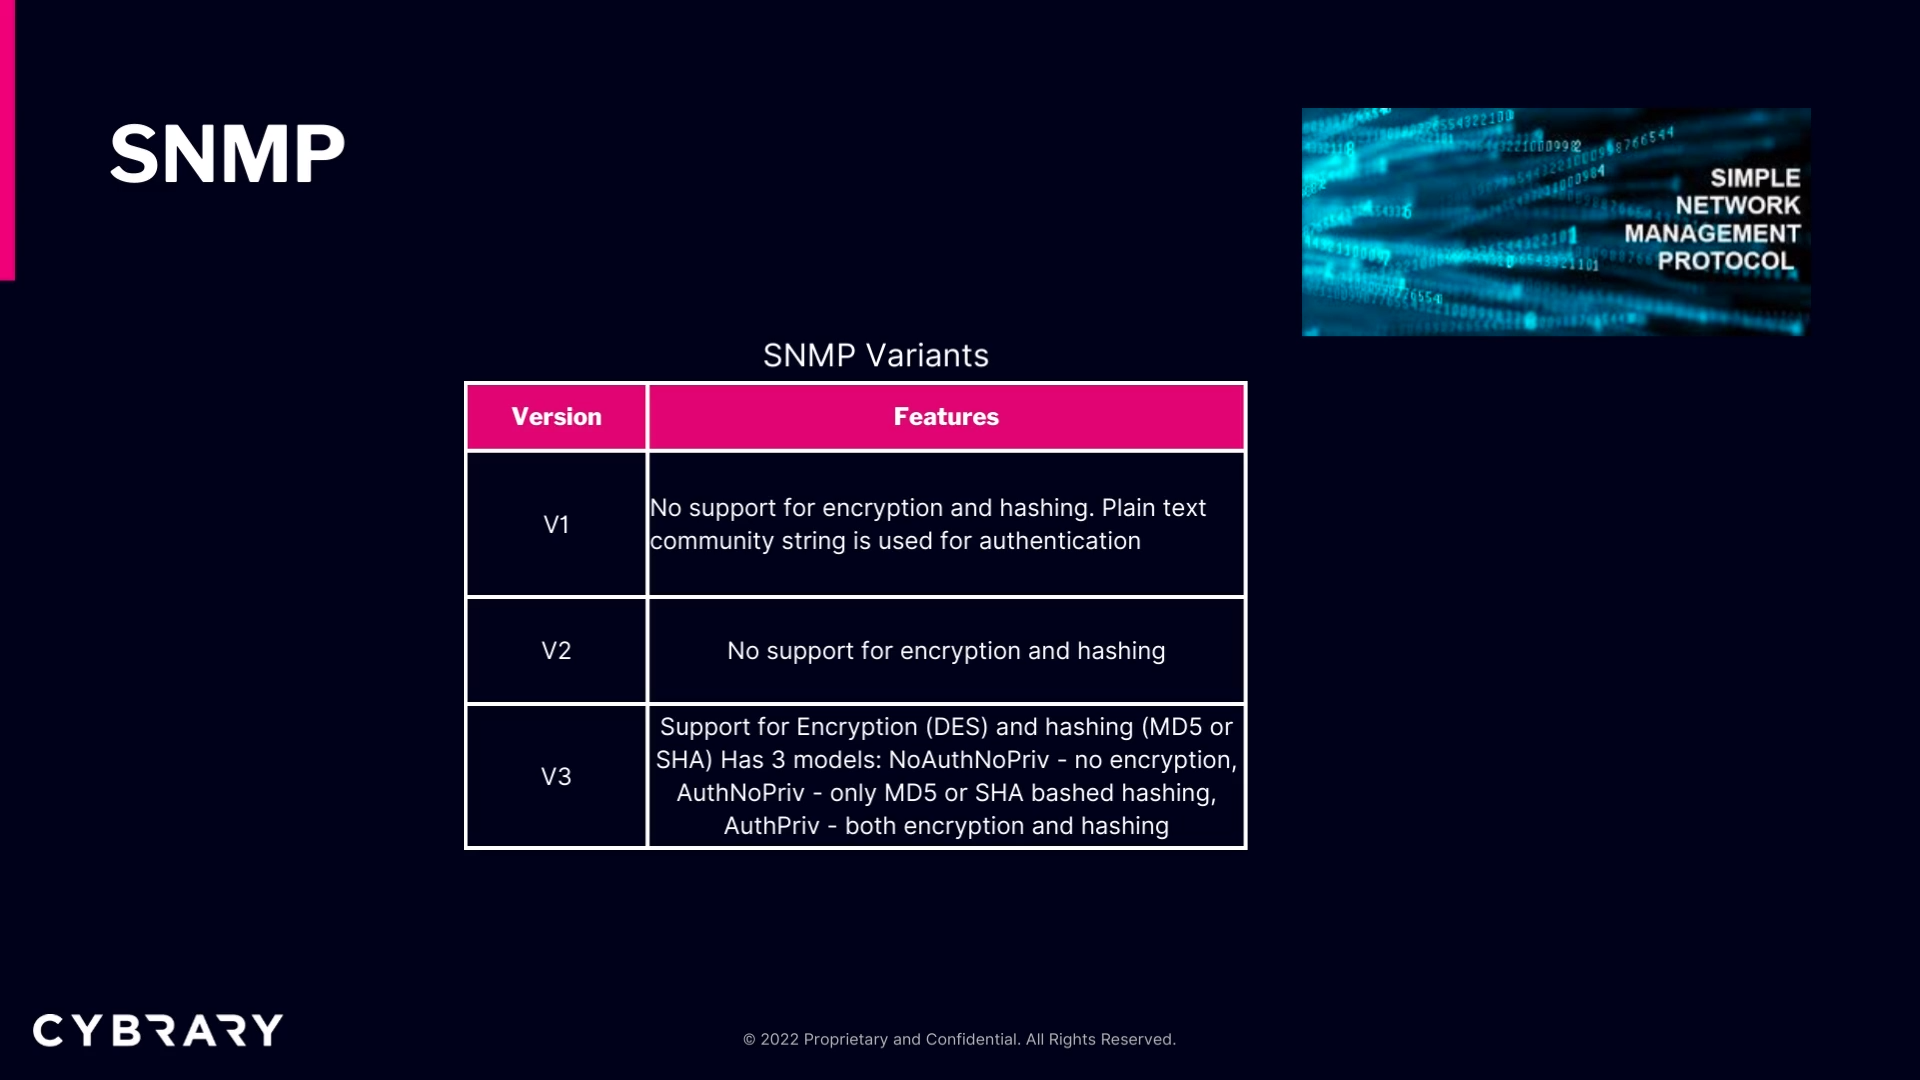 SNMP
SIMPLE
NETWORK
MANAGEMENT
PROTOCOL
SNMP Variants
Version
Features
V1
No support for encryption and hashing. Plain text
community string is used for authentication
V2
No support for encryption and hashing
V3
Support for Encryption (DES) and hashing (MD5 or
SHA) Has 3 models: NoAuthNoPriv - no encryption,
AuthNoPriv - only MD5 or SHA bashed hashing,
AuthPriv - both encryption and hashing
CYBRARY
© 2022 Proprietary and Confidential. All Rights Reserved.